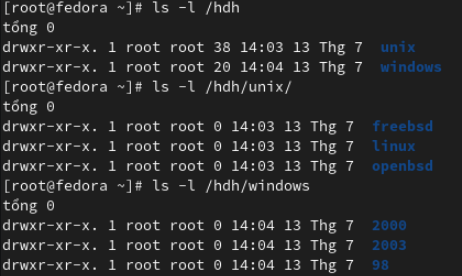 [root@fedora ~]# ls -l /hdh
tổng 0
drwxr-xr-x. 1 root root 38 14:03 13 Thg 7 unix
drwxr-xr-x. 1 root root 20 14:04 13 Thg 7 windows
[root@fedora ~]# ls -l /hdh/unix/
tổng 0
drwxr-xr-x. 1 root root 0 14:03 13 Thg 7 freebsd
drwxr-xr-x. 1 root root 0 14:03 13 Thg 7 linux
drwxr-xr-x. 1 root root 0 14:03 13 Thg 7 openbsd
[root@fedora ~]# ls -l /hdh/windows
tổng 0
drwxr-xr-x. 1 root root 0 14:04 13 Thg 7 2000
drwxr-xr-x. 1 root root 0 14:04 13 Thg 7 2003
drwxr-xr-x. 1 root root 0 14:04 13 Thg 7 98